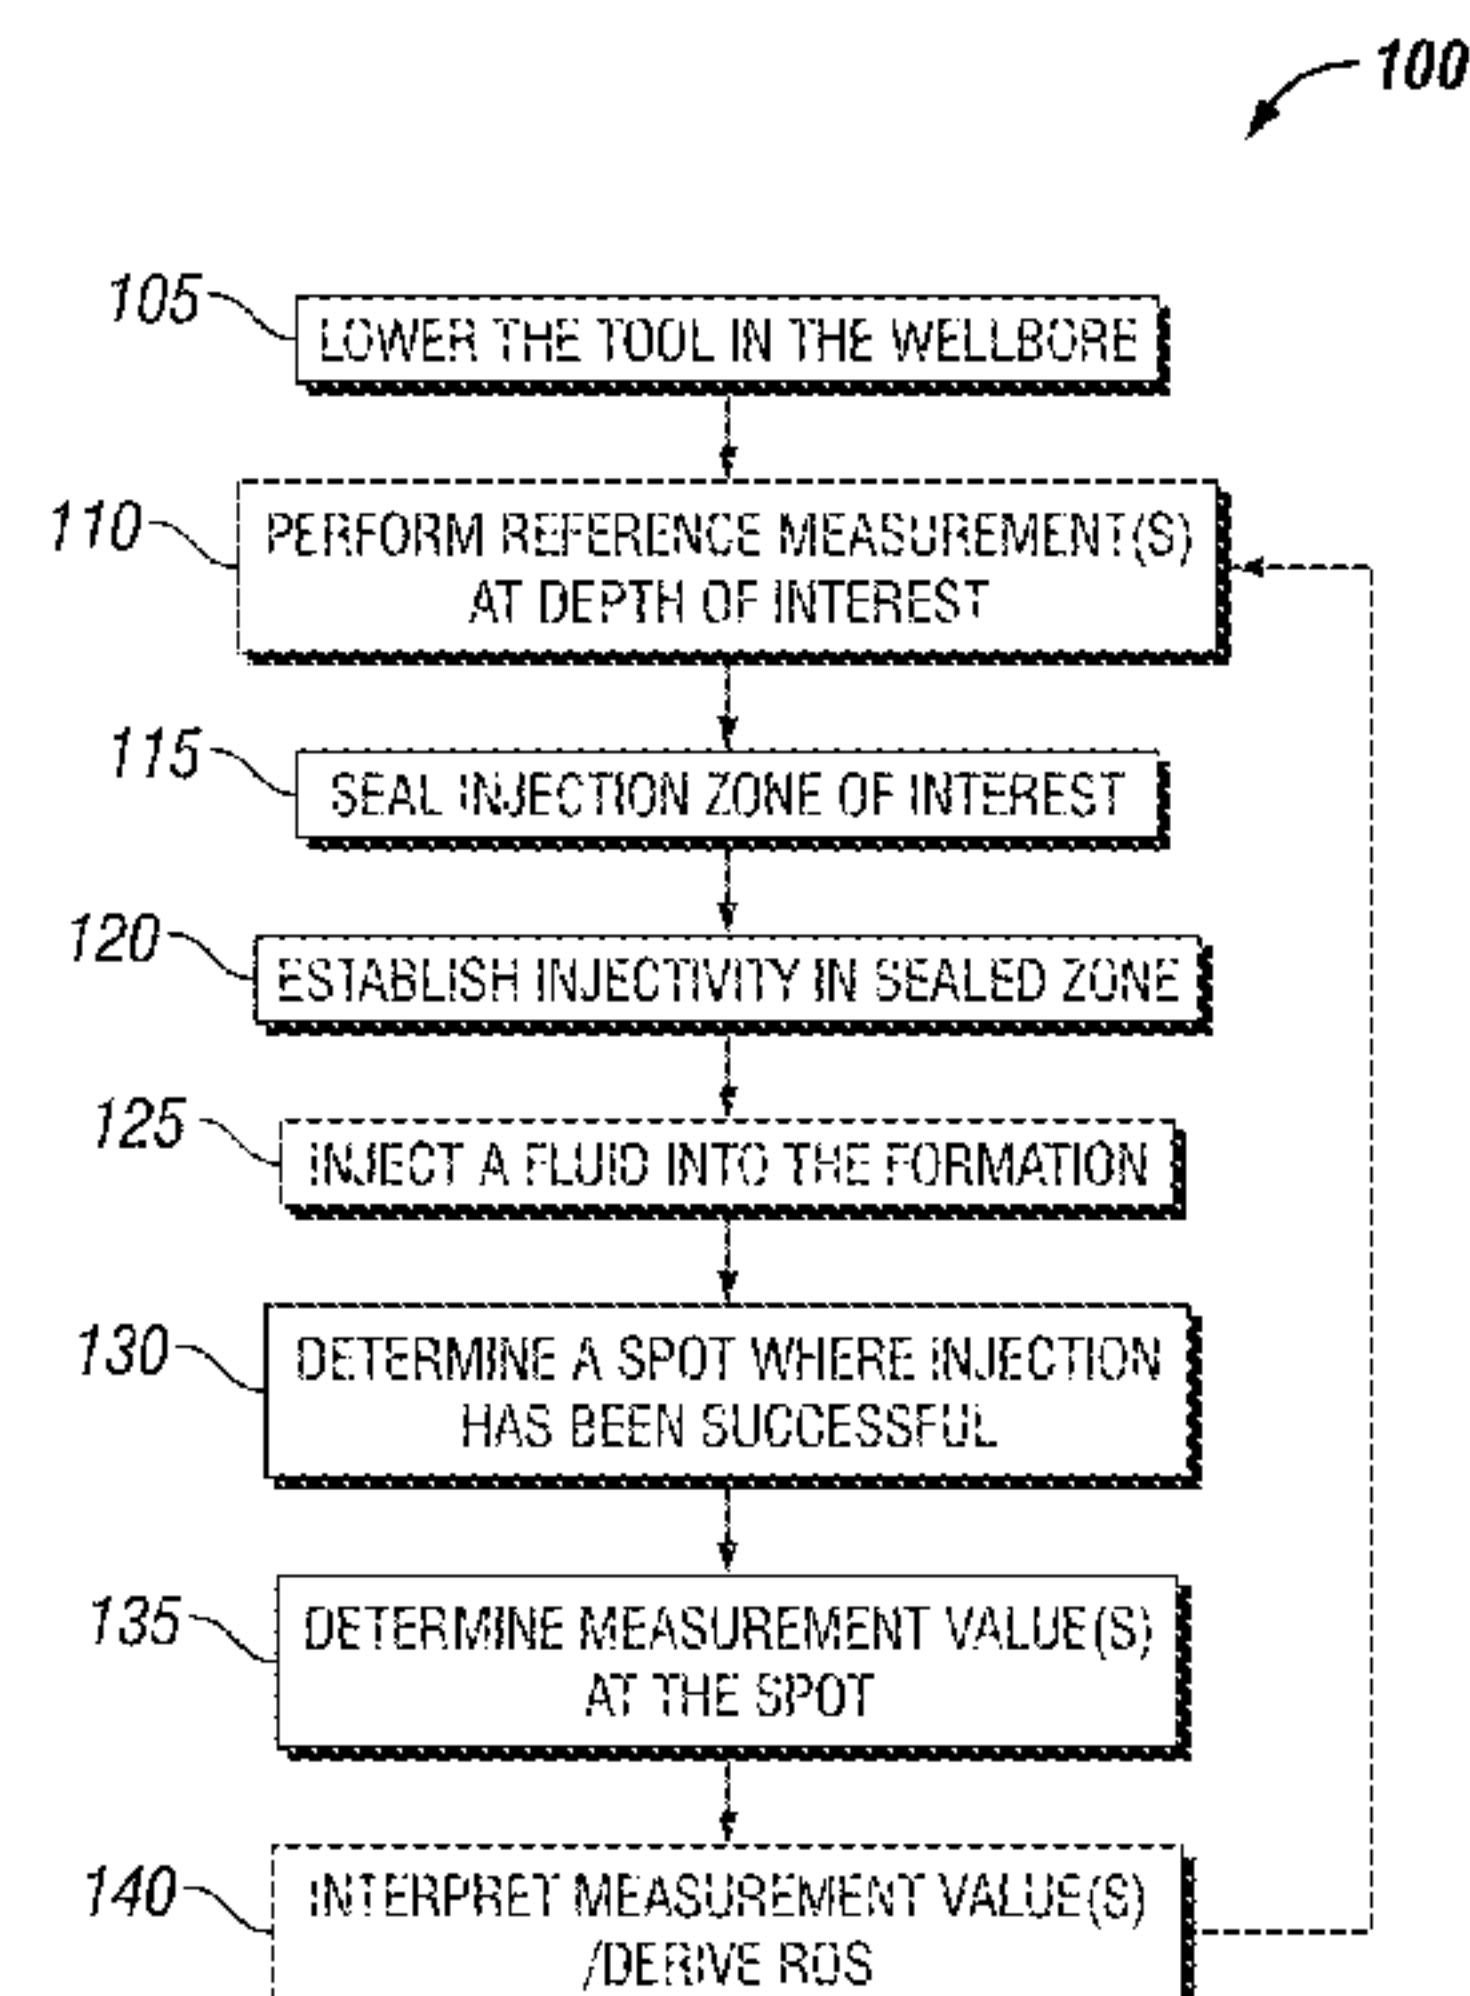 100
105
LOWER THE TOOL IN THE WELLBORE
110
PERFORM REFERENCE MEASUREMENT(S)
AT DEPTH OF INTEREST
115
SEAL INJECTION ZONE OF INTEREST
120
ESTABLISH INJECTIVITY IN SEALED ZONE
125
INJECT A FLUID INTO THE FORMATION
130
DETERMINE A SPOT WHERE INJECTION
HAS BEEN SUCCESSFUL
135
DETERMINE MEASUREMENT VALUE(S)
AT THE SPOT
140
INTERPRET MEASUREMENT VALUE(S)
/DERIVE ROS